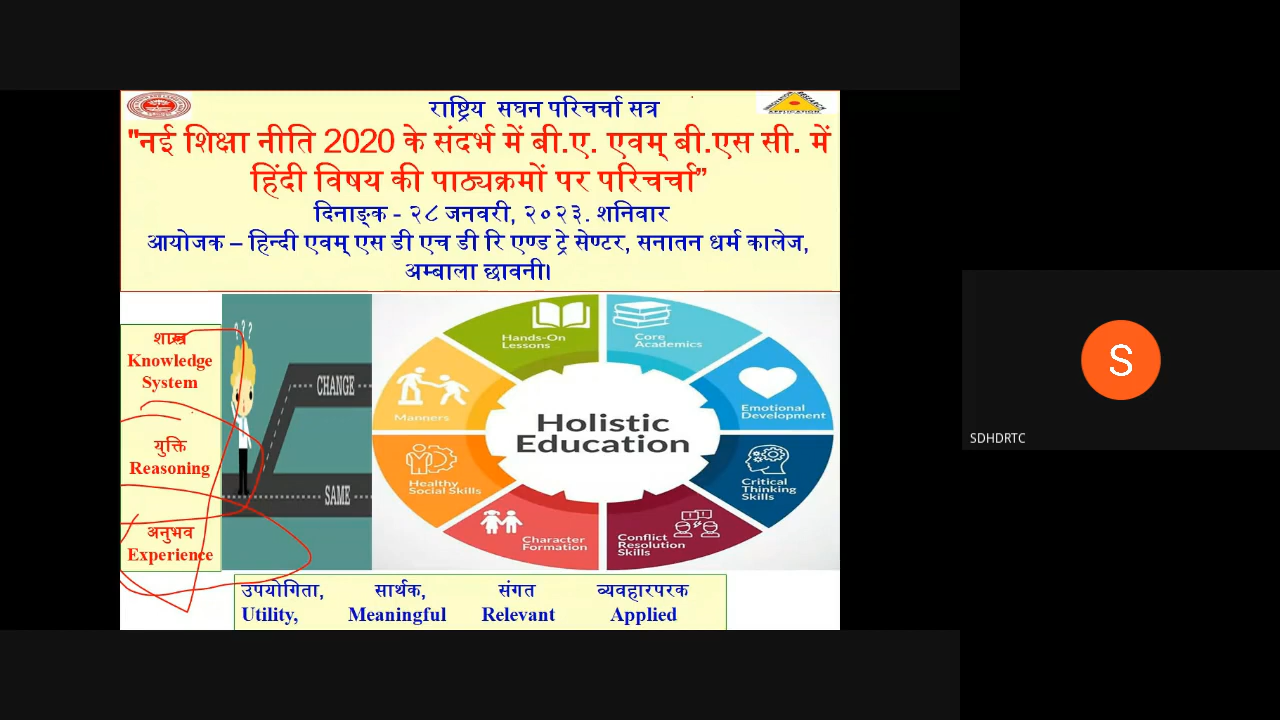 राष्ट्रिय सघन परिचर्चा सत्र
"नई शिक्षा नीति 2020 के संदर्भ में बी.ए. एवम् बी.एस सी. में
हिंदी विषय की पाठ्यक्रमों पर परिचर्चा”
दिनाङ्क - २८ जनवरी, २०२३. शनिवार
आयोजक – हिन्दी एवम् एस डी एच डी रि एण्ड ट्रे सेण्टर, सनातन धर्म कालेज,
अम्बाला छावनी।
APPLICATION
शास्त्र
Knowledge
System
युक्ति
Reasoning
अनुभव
Experience
? ? ?
CHANGE
SAME
Holistic
Education
Hands-On
Lessons
Core
Academics
Emotional
Development
Critical
Thinking
Skills
Conflict
Resolution
Skills
Character
Formation
Healthy
Social Skills
Manners
उपयोगिता, सार्थक, संगत व्यवहारपरक
Utility, Meaningful Relevant Applied
S
SDHDRTC